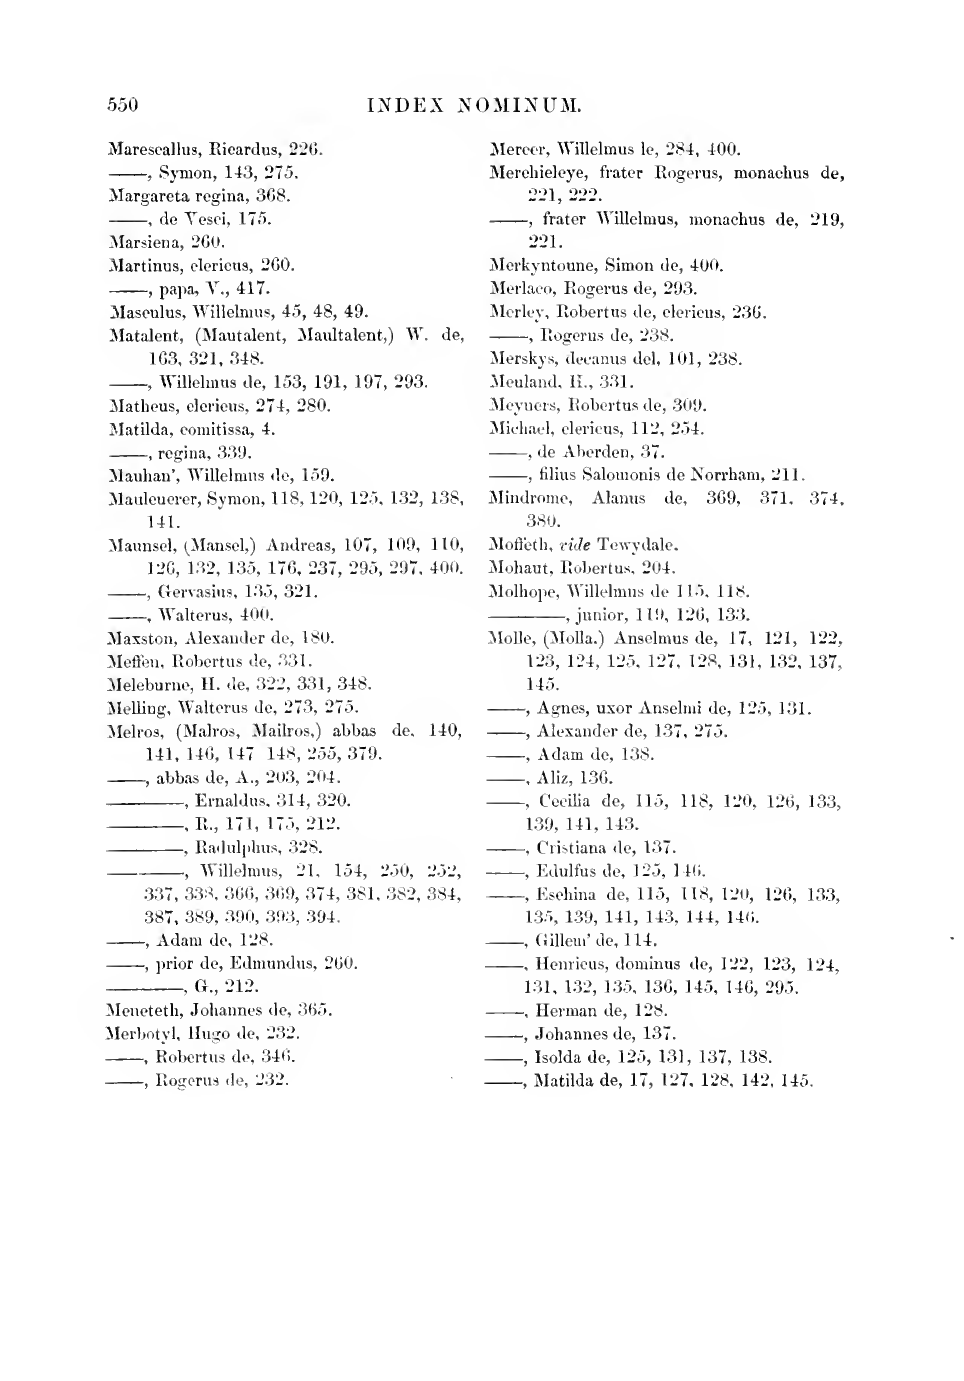 550 INDEX NOMINUM.
Marescallus, Ricardus, 226.
———, Symon, 143, 275.
Margareta regina, 368.
———, de Vesci, 175.
Marsiena, 260.
Martinus, clericus, 260.
———, papa, V., 417.
Masculus, Willelmus, 45, 48, 49.
Matalent, (Mautalent, Maultalent,) W. de,
163, 321, 348.
———, Willelmus de, 153, 191, 197, 293.
Matheus, clericus, 274, 280.
Matilda, comitissa, 4.
———, regina, 339.
Mauhan', Willelmus de, 159.
Mauleuerer, Symon, 118, 120, 125, 132, 138,
141.
Maunsel, (Mansel,) Andreas, 107, 109, 110,
126, 132, 135, 176, 237, 295, 297, 400.
———, Gervasius, 135, 321.
———, Walterus, 400.
Maxston, Alexander de, 180.
Meffen, Robertus de, 331.
Meleburne, H. de, 322, 331, 348.
Melling, Walterus de, 273, 275.
Melros, (Malros, Mailros,) abbas de, 140,
141, 146, 147 148, 255, 379.
———, abbas de, A., 203, 204.
——————, Ernaldus, 314, 320.
——————, R., 171, 175, 212.
——————, Radulphus, 328.
——————, Willelmus, 21, 154, 250, 252,
337, 338, 366, 369, 374, 381, 382, 384,
387, 389, 390, 393, 394.
———, Adam de, 128.
———, prior de, Edmundus, 260.
——————, G., 212.
Meneteth, Johannes de, 365.
Merbotyl, Hugo de, 232.
———, Robertus de, 346.
———, Rogerus de, 232.
Mercer, Willelmus le, 284, 400.
Merchieleye, frater Rogerus, monachus de,
221, 222.
———, frater Willelmus, monachus de, 219,
221.
Merkyntoune, Simon de, 400.
Merlaco, Rogerus de, 293.
Merley, Robertus de, clericus, 236.
———, Rogerus de, 238.
Merskys, decanus del, 101, 238.
Meuland, H., 331.
Meyners, Robertus de, 309.
Michael, clericus, 112, 254.
———, de Aberden, 37.
———, filius Salomonis de Norrham, 211.
Mindrome, Alanus de, 369, 371, 374,
380.
Moffeth, vide Tewydale.
Mohaut, Robertus, 204.
Molhope, Willelmus de 115, 118.
——————, junior, 119, 126, 133.
Molle, (Molla.) Anselmus de, 17, 121, 122,
123, 124, 125, 127, 128, 131, 132, 137,
145.
———, Agnes, uxor Anselmi de, 125, 131.
———, Alexander de, 137, 275.
———, Adam de, 138.
———, Aliz, 136.
———, Cecilia de, 115, 118, 120, 126, 133,
139, 141, 143.
———, Cristiana de, 137.
———, Edulfus de, 125, 146.
———, Eschina de, 115, 118, 120, 126, 133,
135, 139, 141, 143, 144, 146.
———, Gilleur' de, 114.
———, Henricus, dominus de, 122, 123, 124,
131, 132, 135, 136, 145, 146, 295.
———, Herman de, 128.
———, Johannes de, 137.
———, Isolda de, 125, 131, 137, 138.
———, Matilda de, 17, 127, 128, 142, 145.